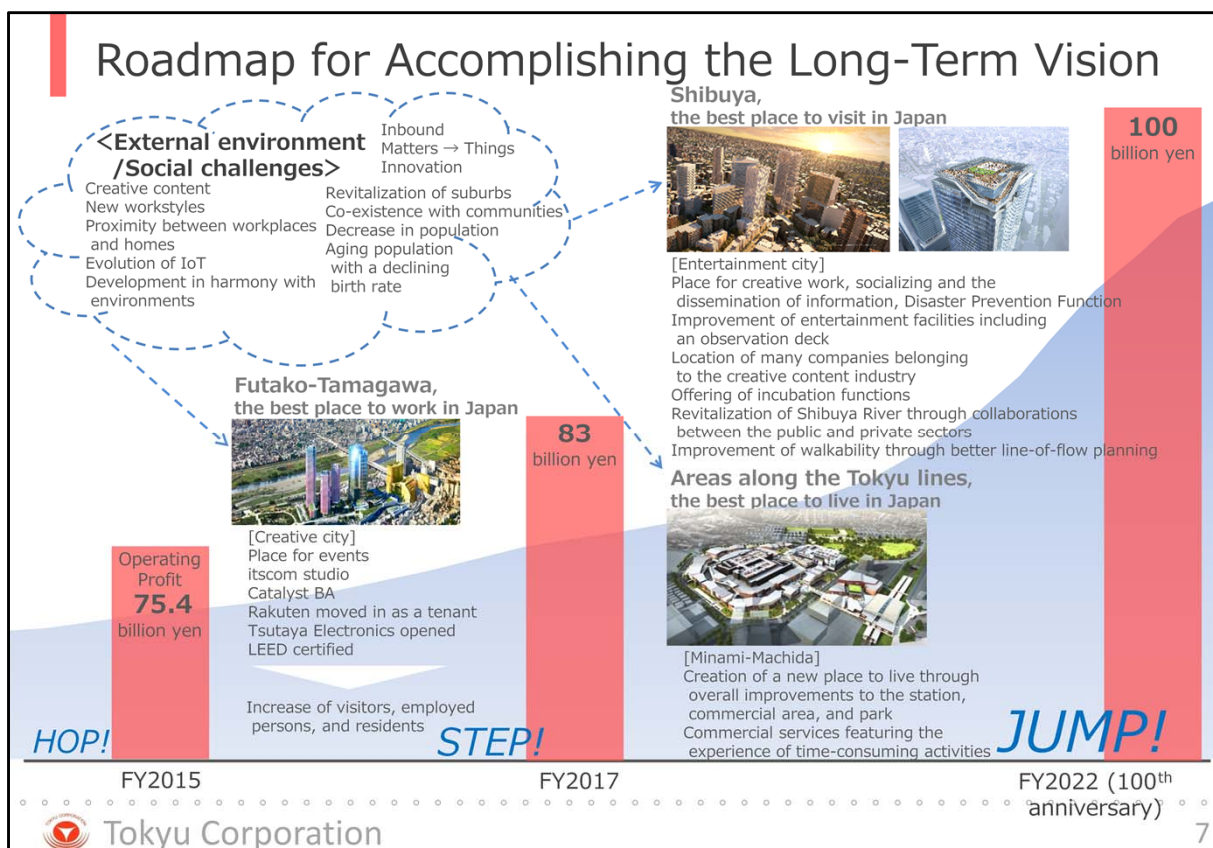 Roadmap for Accomplishing the Long-Term Vision
<External environment
/Social challenges>
Inbound
Matters → Things
Innovation
Creative content
New workstyles
Proximity between workplaces
and homes
Evolution of IoT
Development in harmony with
environments
Revitalization of suburbs
Co-existence with communities
Decrease in population
Aging population
with a declining
birth rate
Shibuya,
the best place to visit in Japan
[Entertainment city]
Place for creative work, socializing and the
dissemination of information, Disaster Prevention Function
Improvement of entertainment facilities including
an observation deck
Location of many companies belonging
to the creative content industry
Offering of incubation functions
Revitalization of Shibuya River through collaborations
between the public and private sectors
Improvement of walkability through better line-of-flow planning
100
billion yen
Futako-Tamagawa,
the best place to work in Japan
[Creative city]
Place for events
itscom studio
Catalyst BA
Rakuten moved in as a tenant
Tsutaya Electronics opened
LEED certified
Increase of visitors, employed
persons, and residents
83
billion yen
Areas along the Tokyu lines,
the best place to live in Japan
[Minami-Machida]
Creation of a new place to live through
overall improvements to the station,
commercial area, and park
Commercial services featuring the
experience of time-consuming activities
Operating
Profit
75.4
billion yen
HOP!
STEP!
JUMP!
FY2015
FY2017
FY2022 (100th
anniversary)
Tokyu Corporation
7